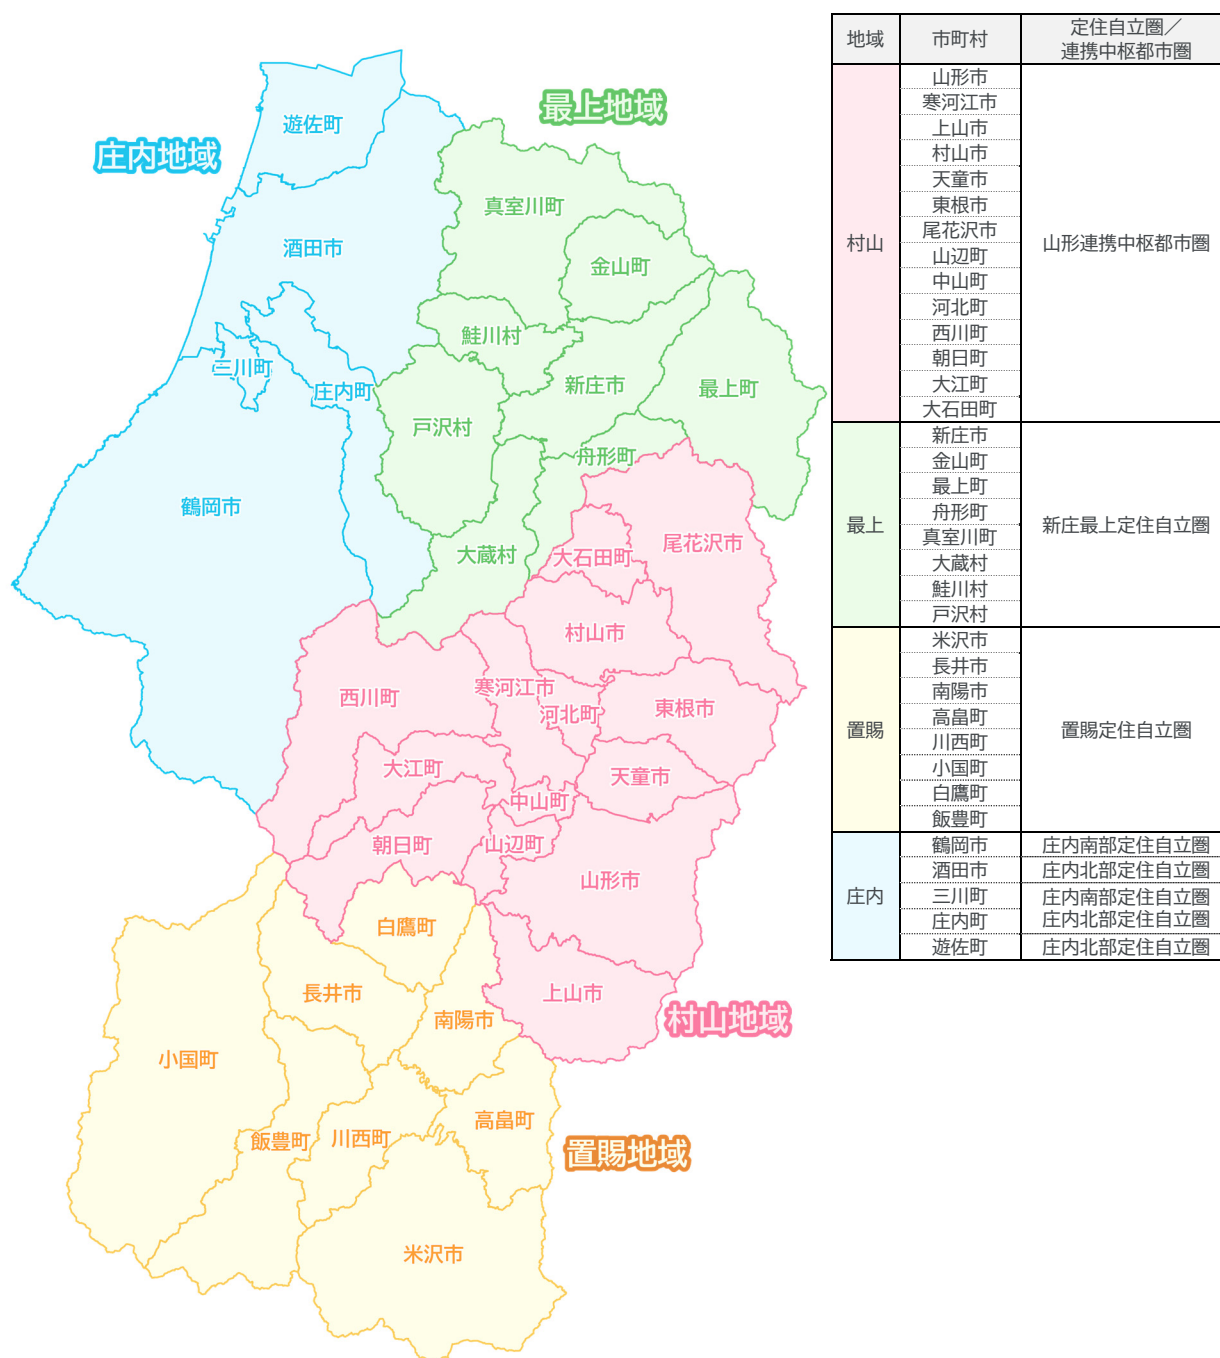 庄内地域
最上地域
遊佐町
酒田市
三川町
庄内町
鶴岡市
真室川町
金山町
鮭川村
新庄市
最上町
戸沢村
舟形町
大蔵村
尾花沢市
大石田町
村山市
西川町
寒河江市
河北町
東根市
大江町
天童市
中山町
朝日町
山辺町
山形市
上山市
村山地域
白鷹町
長井市
南陽市
小国町
飯豊町
川西町
高畠町
置賜地域
米沢市
地域 市町村 定住自立圏／
連携中枢都市圏
村山
山形市
寒河江市
上山市
村山市
天童市
東根市
尾花沢市
山辺町
中山町
河北町
西川町
朝日町
大江町
大石田町
山形連携中枢都市圏
最上
新庄市
金山町
最上町
舟形町
真室川町
大蔵村
鮭川村
戸沢村
新庄最上定住自立圏
置賜
米沢市
長井市
南陽市
高畠町
川西町
小国町
白鷹町
飯豊町
置賜定住自立圏
庄内
鶴岡市 庄内南部定住自立圏
酒田市 庄内北部定住自立圏
三川町 庄内南部定住自立圏
庄内町 庄内北部定住自立圏
遊佐町 庄内北部定住自立圏